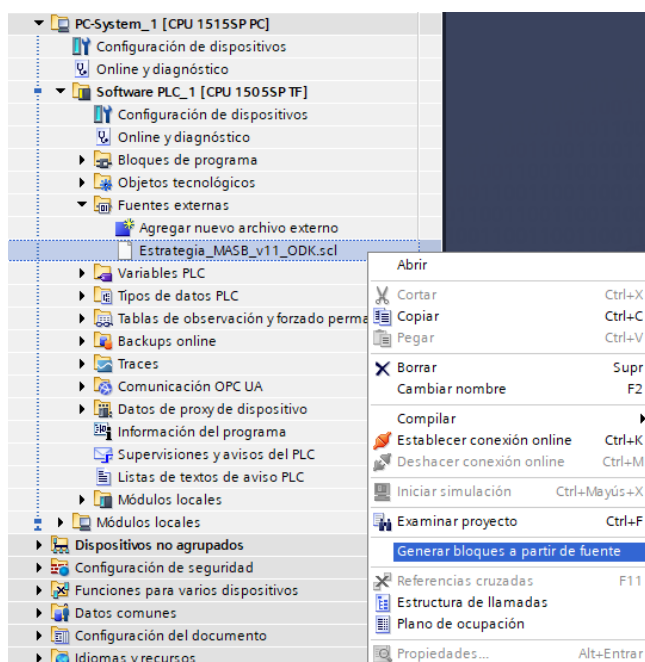 PC-System_1 [CPU 1515SP PC]
Configuración de dispositivos
Online y diagnóstico
Software PLC_1 [CPU 1505SP TF]
Configuración de dispositivos
Online y diagnóstico
Bloques de programa
Objetos tecnológicos
Fuentes externas
Agregar nuevo archivo externo
Estrategia_MASB_v11_ODK.scl
Variables PLC
Tipos de datos PLC
Tablas de observación y forzado perma
Backups online
Traces
Comunicación OPC UA
Datos de proxy de dispositivo
Información del programa
Supervisiones y avisos del PLC
Listas de textos de aviso PLC
Módulos locales
Módulos locales
Dispositivos no agrupados
Configuración de seguridad
Funciones para varios dispositivos
Datos comunes
Configuración del documento
Idiomas y recursos
Abrir
Cortar Ctrl+X
Copiar Ctrl+C
Pegar Ctrl+V
Borrar Supr
Cambiar nombre F2
Compilar
Establecer conexión online Ctrl+K
Deshacer conexión online Ctrl+M
Iniciar simulación Ctrl+Mayús+X
Examinar proyecto Ctrl+F
Generar bloques a partir de fuente
Referencias cruzadas F11
Estructura de llamadas
Plano de ocupación
Propiedades... Alt+Entrar